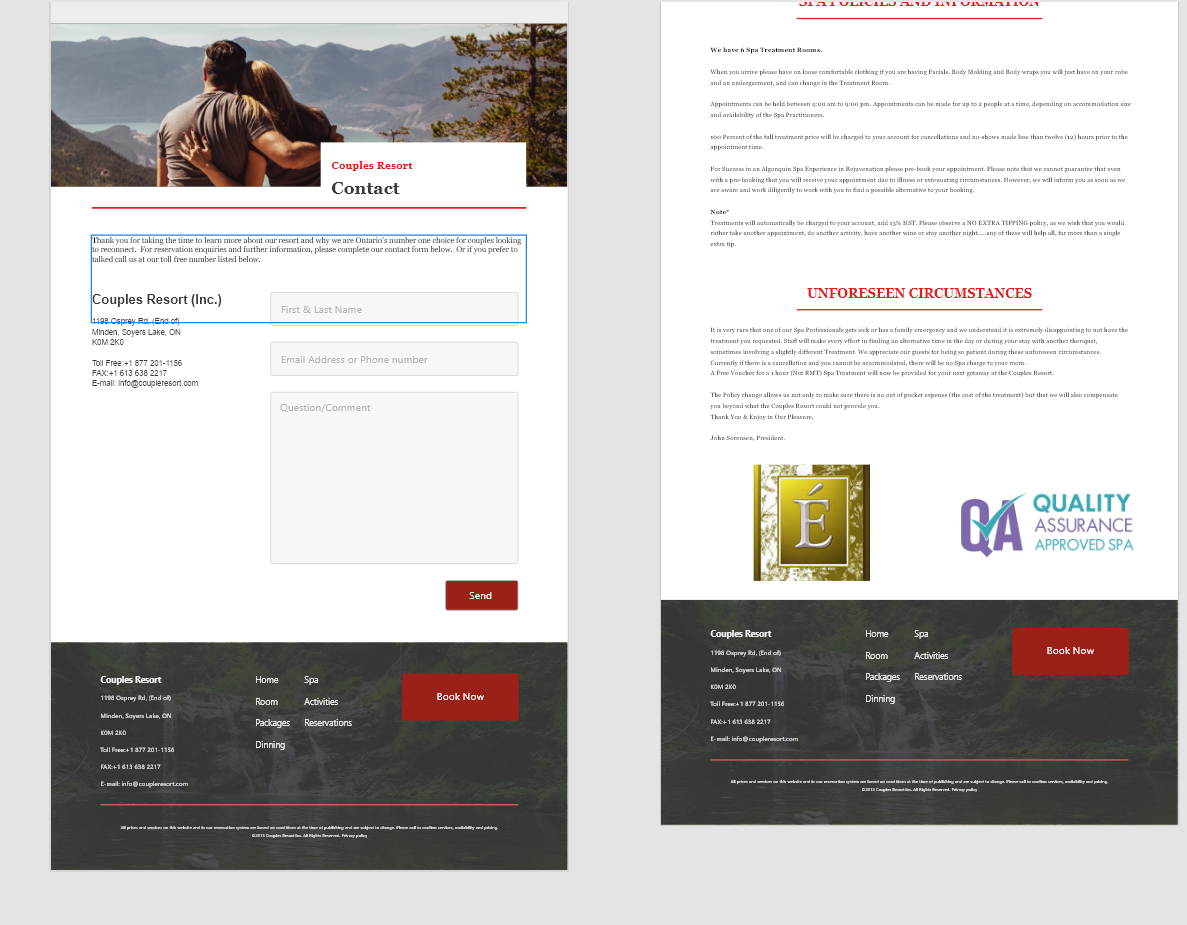 Couples Resort
Contact
Thank you for taking the time to learn more about our resort and why we are Ontario's number one choice for couples looking
to reconnect.  For reservation enquiries and further information, please complete our contact form below.  Or if you prefer to
talked call us at our toll free number listed below.
Couples Resort (Inc.)
1198 Osprey Rd, (End of)
Minden, Soyers Lake, ON
K0M 2K0
Toll Free:+1 877 201-1156
FAX:+1 613 638 2217
E-mail: info@coupleresort.com
First & Last Name
Email Address or Phone number
Question/Comment
Send
Couples Resort
1198 Osprey Rd, (End of)
Minden, Soyers Lake, ON
K0M 2K0
Toll Free:+1 877 201-1156
FAX:+1 613 638 2217
E-mail: info@coupleresort.com
Home
Room
Packages
Dinning
Spa
Activities
Reservations
Book Now
All prices and services on this website and in our reservation system are based on conditions at the time of publishing and are subject to change. Please call to confirm services, availability and pricing.
©2015 Couples Resort Inc. All Rights Reserved. Privacy policy
SPA POLICIES AND INFORMATION
We have 6 Spa Treatment Rooms.
When you arrive please have on loose comfortable clothing if you are having Facials. Body Molding and Body wraps you will just have on your robe
and an undergarment, and can change in the Treatment Room.
Appointments can be held between 9:00 am to 9:00 pm. Appointments can be made for up to 2 people at a time, depending on accommodation size
and availability of the Spa Practitioners.
100 Percent of the full treatment price will be charged to your account for cancellations and no-shows made less than twelve (12) hours prior to the
appointment time.
For Success in an Algonquin Spa Experience in Rejuvenation please pre-book your appointment. Please note that we cannot guarantee that even
with a pre-booking that you will receive your appointment due to illness or extenuating circumstances. However, we will inform you as soon as we
are aware and work diligently to work with you to find a possible alternative to your booking.
Note*
Treatments will automatically be charged to your account, add 13% HST. Please observe a NO EXTRA TIPPING policy, as we wish that you would
rather take another appointment, do another activity, have another wine or stay another night.....any of these will help all, far more than a single
extra tip.
UNFORESEEN CIRCUMSTANCES
It is very rare that one of our Spa Professionals gets sick or has a family emergency and we understand it is extremely disappointing to not have the
treatment you requested. Staff will make every effort in finding an alternative time in the day or during your stay with another therapist,
sometimes involving a slightly different Treatment. We appreciate our guests for being so patient during these unforeseen circumstances.
Currently if there is a cancellation and you cannot be accommodated, there will be no Spa charge to your room.
A Free Voucher for a 1 hour (Not RMT) Spa Treatment will now be provided for your next getaway at the Couples Resort.
The Policy change allows us not only to make sure there is no out of pocket expense (the cost of the treatment) but that we will also compensate
you beyond what the Couples Resort could not provide you.
Thank You & Enjoy in Our Pleasure,
John Sorensen, President.
É
QA
QUALITY
ASSURANCE
APPROVED SPA
Couples Resort
1198 Osprey Rd, (End of)
Minden, Soyers Lake, ON
K0M 2K0
Toll Free:+1 877 201-1156
FAX:+1 613 638 2217
E-mail: info@coupleresort.com
Home
Room
Packages
Dinning
Spa
Activities
Reservations
Book Now
All prices and services on this website and in our reservation system are based on conditions at the time of publishing and are subject to change. Please call to confirm services, availability and pricing.
©2015 Couples Resort Inc. All Rights Reserved. Privacy policy